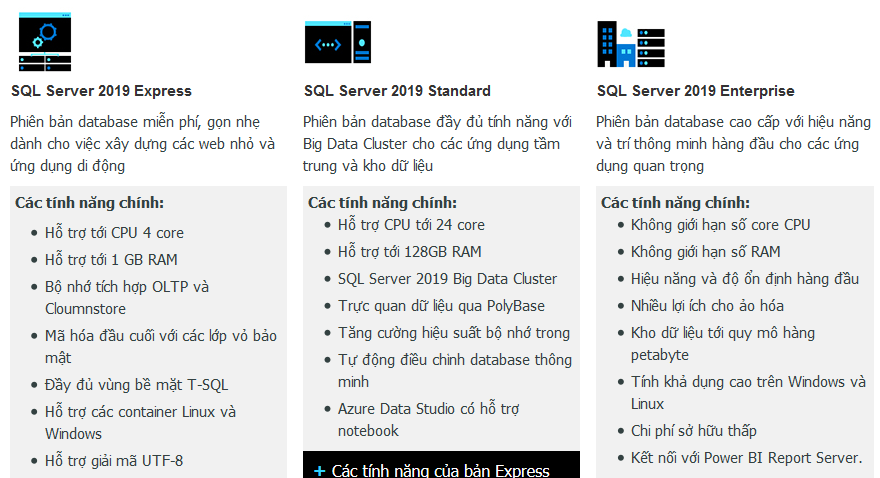 SQL Server 2019 Express
Phiên bản database miễn phí, gọn nhẹ
dành cho việc xây dựng các web nhỏ và
ứng dụng di động
Các tính năng chính:
Hỗ trợ tới CPU 4 core
Hỗ trợ tới 1 GB RAM
Bộ nhớ tích hợp OLTP và
Cloumnstore
Mã hóa đầu cuối với các lớp vỏ bảo
mật
Đầy đủ vùng bề mặt T-SQL
Hỗ trợ các container Linux và
Windows
Hỗ trợ giải mã UTF-8
SQL Server 2019 Standard
Phiên bản database đầy đủ tính năng với
Big Data Cluster cho các ứng dụng tầm
trung và kho dữ liệu
Các tính năng chính:
Hỗ trợ CPU tới 24 core
Hỗ trợ tới 128GB RAM
SQL Server 2019 Big Data Cluster
Trực quan dữ liệu qua PolyBase
Tăng cường hiệu suất bộ nhớ trong
Tự động điều chinh database thông
minh
Azure Data Studio có hỗ trợ
notebook
+ Các tính năng của bản Express
SQL Server 2019 Enterprise
Phiên bản database cao cấp với hiệu năng
và trí thông minh hàng đầu cho các ứng
dụng quan trọng
Các tính năng chính:
Không giới hạn số core CPU
Không giới hạn số RAM
Hiệu năng và độ ổn định hàng đầu
Nhiều lợi ích cho ảo hóa
Kho dữ liệu tới quy mô hàng
petabyte
Tính khả dụng cao trên Windows và
Linux
Chi phí sở hữu thấp
Kết nối với Power BI Report Server.